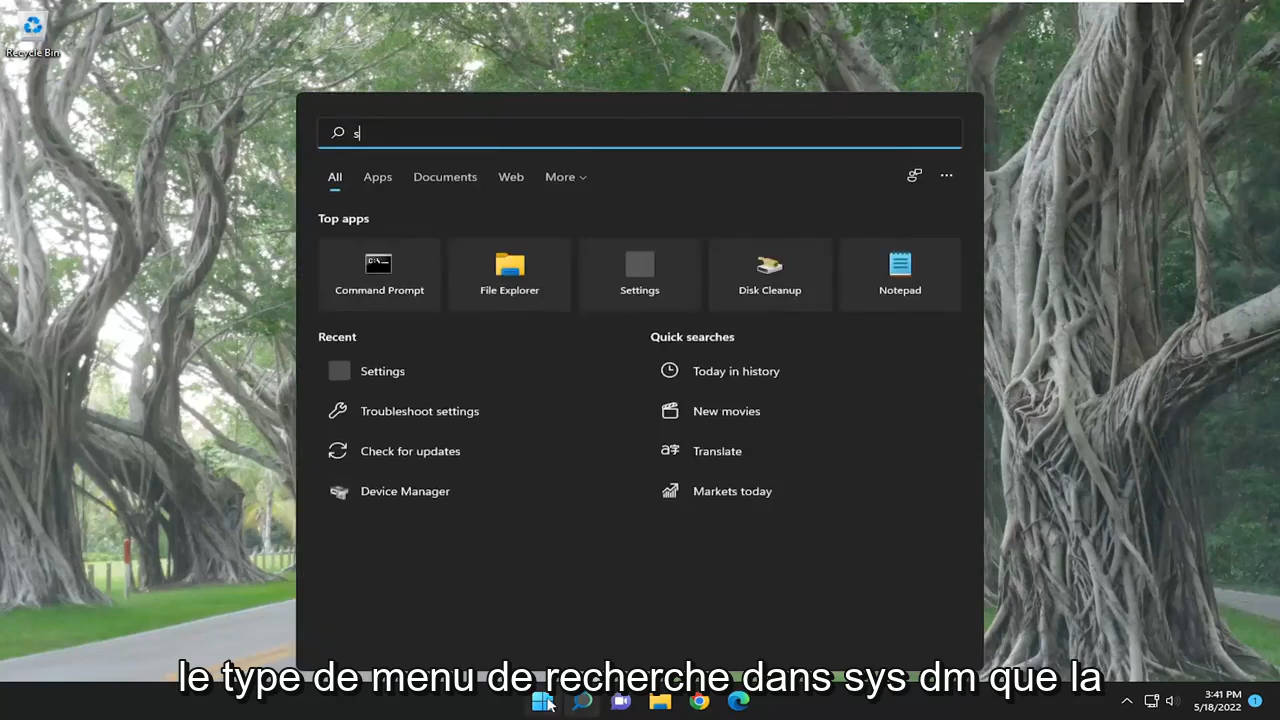 Recycle Bin
s
All Apps Documents Web More
Top apps
Command Prompt File Explorer Settings Disk Cleanup Notepad
Recent Quick searches
Settings Today in history
Troubleshoot settings New movies
Check for updates Translate
Device Manager Markets today
le type de menu de recherche dans sys dm que la
3:41 PM
5/18/2022
1